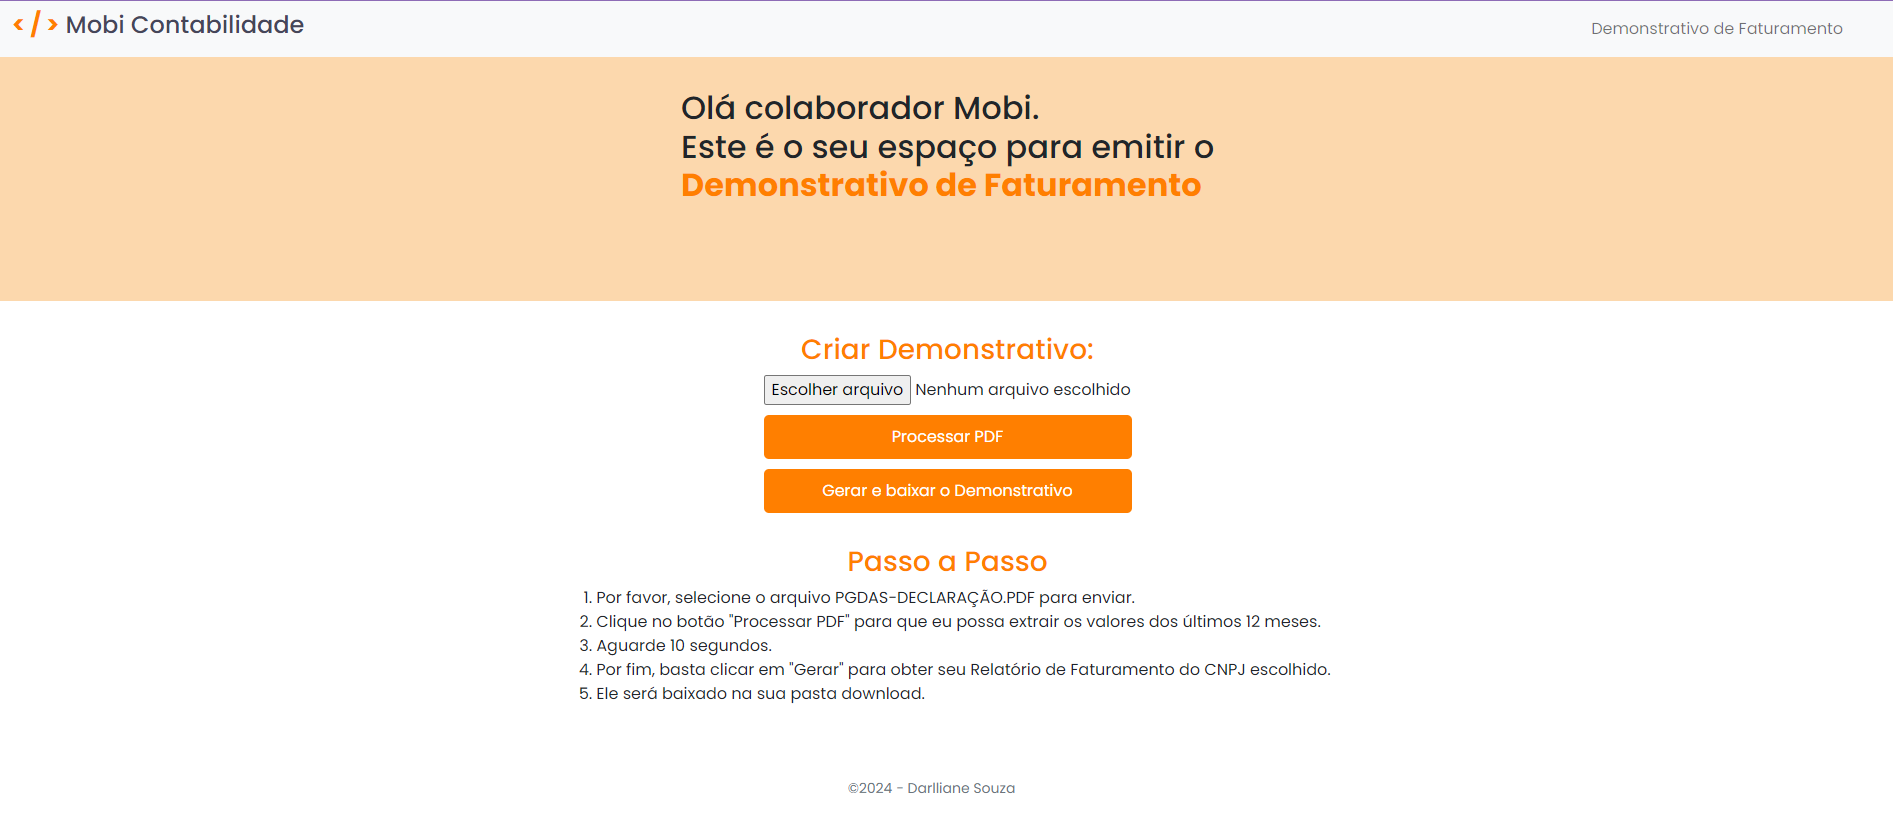 < / > Mobi Contabilidade
Demonstrativo de Faturamento
Olá colaborador Mobi.
Este é o seu espaço para emitir o
Demonstrativo de Faturamento
Criar Demonstrativo:
Escolher arquivo Nenhum arquivo escolhido
Processar PDF
Gerar e baixar o Demonstrativo
Passo a Passo
1. Por favor, selecione o arquivo PGDAS-DECLARAÇÃO.PDF para enviar.
2. Clique no botão "Processar PDF" para que eu possa extrair os valores dos últimos 12 meses.
3. Aguarde 10 segundos.
4. Por fim, basta clicar em "Gerar" para obter seu Relatório de Faturamento do CNPJ escolhido.
5. Ele será baixado na sua pasta download.
©2024 - Darlliane Souza